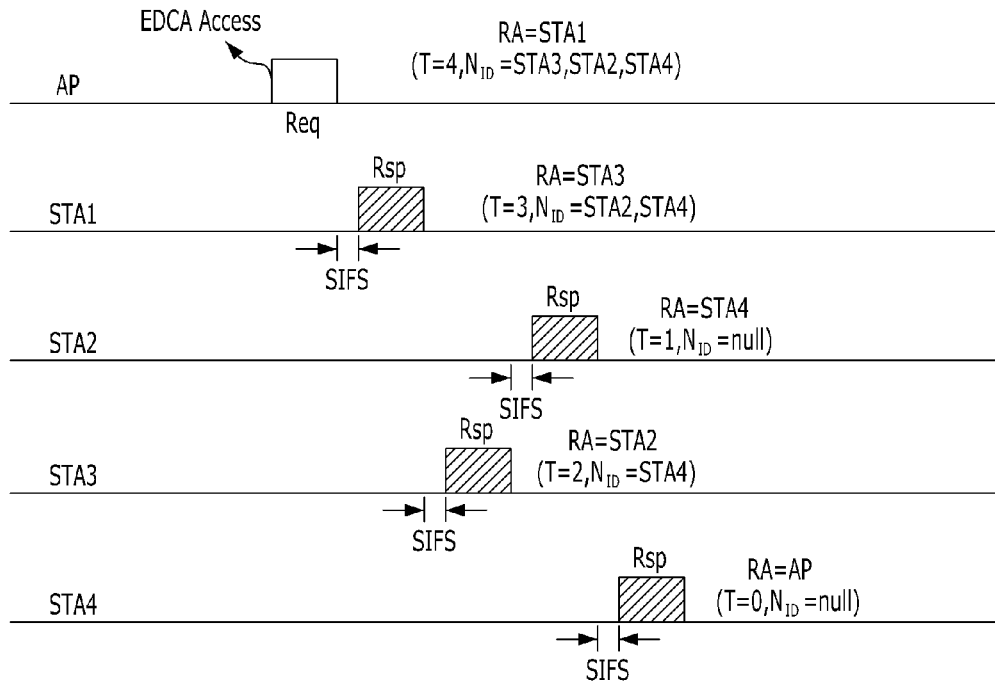 EDCA Access
RA=STA1
(T=4,N_ID=STA3,STA2,STA4)
AP
Req
Rsp
RA=STA3
(T=3,N_ID=STA2,STA4)
STA1
SIFS
Rsp
RA=STA4
(T=1,N_ID=null)
STA2
SIFS
Rsp
RA=STA2
(T=2,N_ID=STA4)
STA3
SIFS
Rsp
RA=AP
(T=0,N_ID=null)
STA4
SIFS